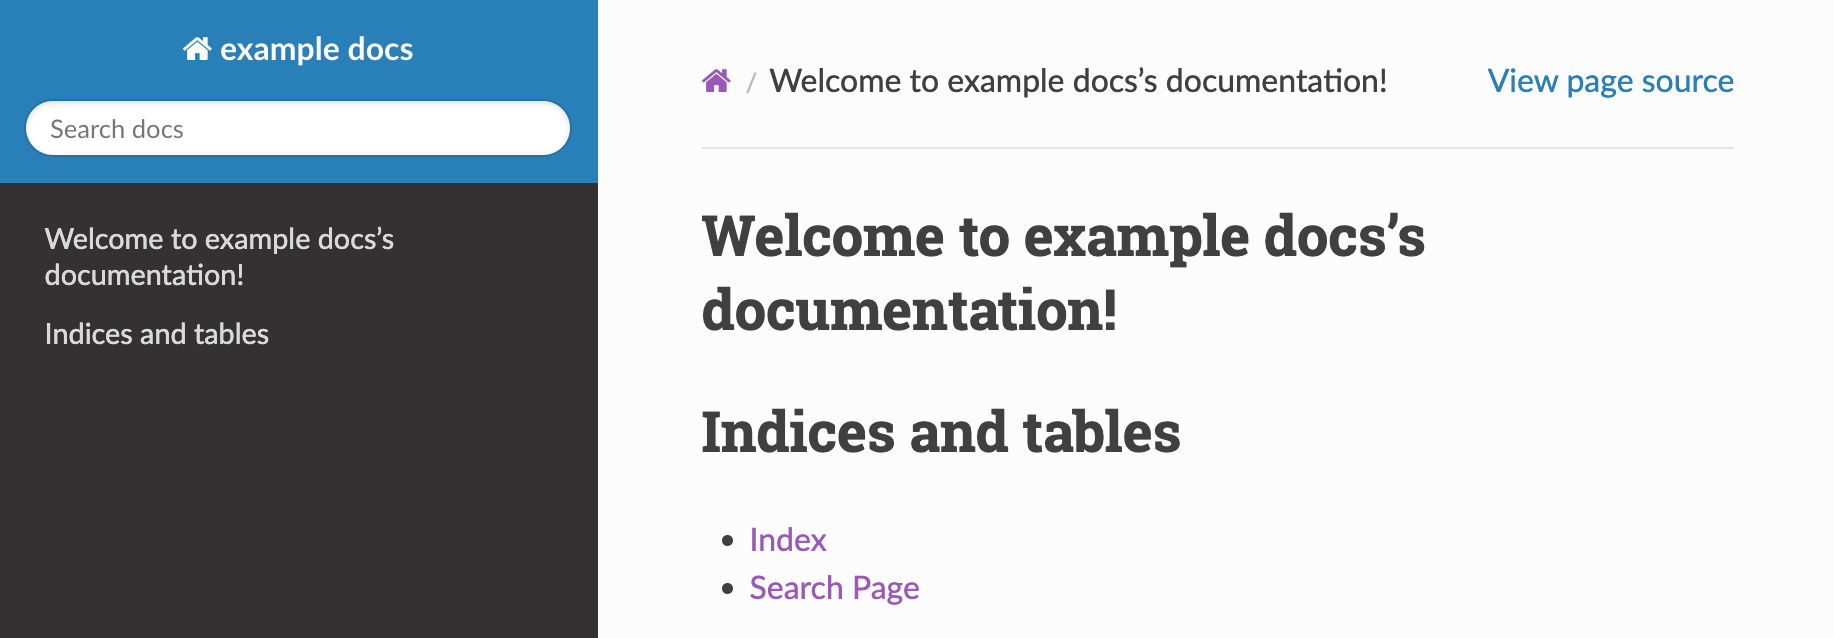 example docs
Search docs
Welcome to example docs’s
documentation!
Indices and tables
/ Welcome to example docs’s documentation! View page source
Welcome to example docs’s
documentation!
Indices and tables
• Index
• Search Page